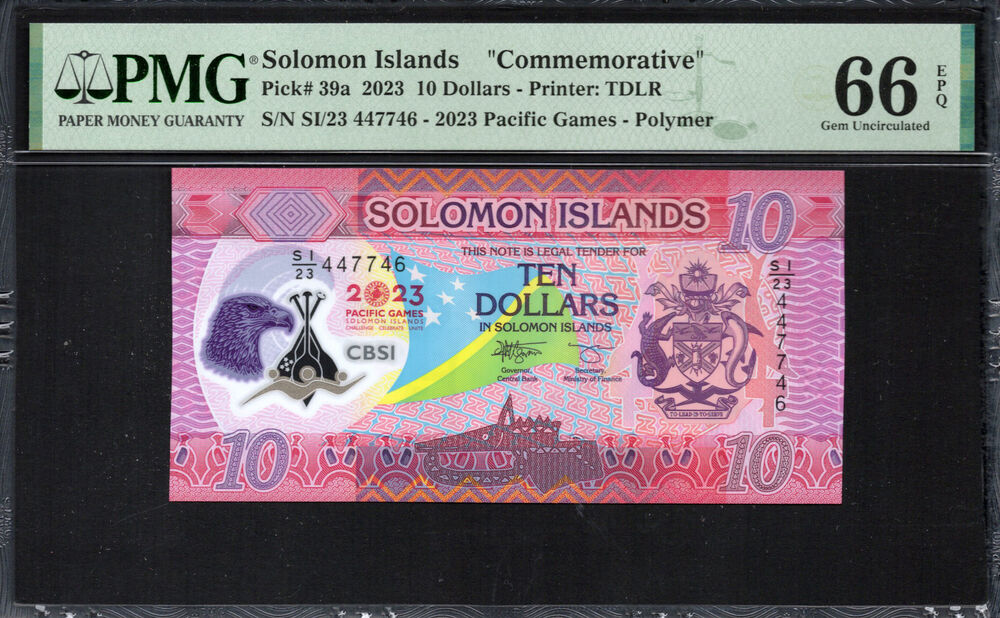 PMG®
PAPER MONEY GUARANTY
Solomon Islands "Commemorative"
Pick# 39a 2023 10 Dollars - Printer: TDLR
S/N SI/23 447746 - 2023 Pacific Games - Polymer
66 EPQ
Gem Uncirculated
SOLOMON ISLANDS
10
THIS NOTE IS LEGAL TENDER FOR
TEN
DOLLARS
IN SOLOMON ISLANDS
SI/23 447746
2023
PACIFIC GAMES
SOLOMON ISLANDS
CHALLENGE CELEBRATE UNITE
CBSI
Governor,
Central Bank
Secretary,
Ministry of Finance
SI/23 447746
TO LEAD IS TO SERVE
10
10